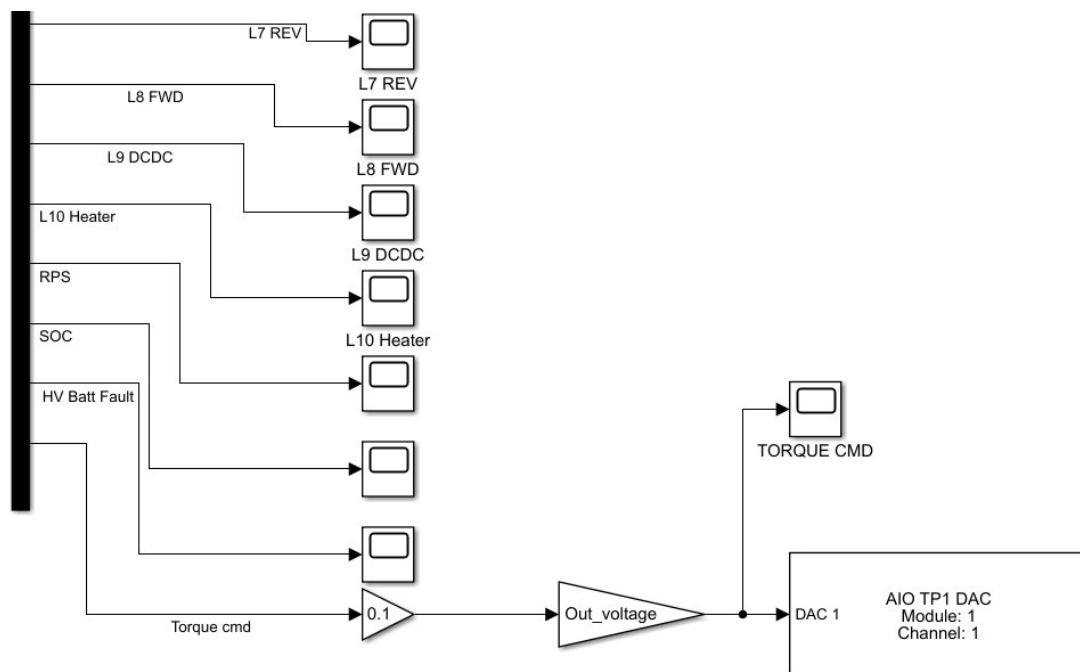 L7 REV
L7 REV
L8 FWD
L8 FWD
L9 DCDC
L9 DCDC
L10 Heater
L10 Heater
RPS
SOC
HV Batt Fault
TORQUE CMD
Torque cmd
0.1
Out_voltage
DAC 1
AIO TP1 DAC
Module: 1
Channel: 1